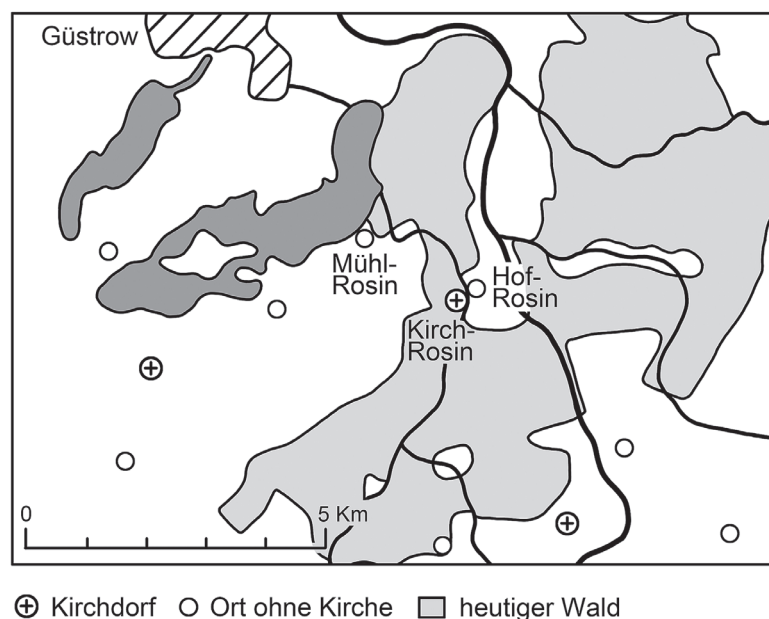 Güstrow
Mühl-
Rosin
Hof-
Rosin
Kirch-
Rosin
0 5 Km
Kirchdorf Ort ohne Kirche heutiger Wald